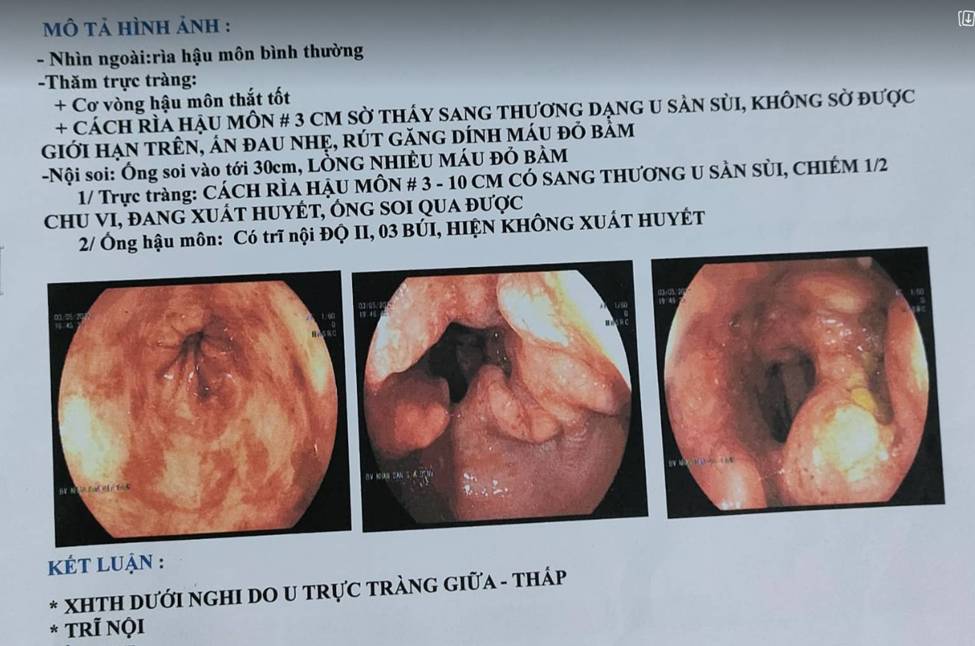 MÔ TẢ HÌNH ẢNH :
- Nhìn ngoài:rìa hậu môn bình thường
-Thăm trực tràng:
+ Cơ vòng hậu môn thắt tốt
+ CÁCH RÌA HẬU MÔN # 3 CM SỜ THẤY SANG THƯƠNG DẠNG U SẦN SÙI, KHÔNG SỜ ĐƯỢC
GIỚI HẠN TRÊN, ẤN ĐAU NHẸ, RÚT GĂNG DÍNH MÁU ĐỎ BẦM
-Nội soi: Ống soi vào tới 30cm, LÒNG NHIỀU MÁU ĐỎ BẦM
1/ Trực tràng: CÁCH RÌA HẬU MÔN # 3 - 10 CM CÓ SANG THƯƠNG U SẦN SÙI, CHIẾM 1/2
CHU VI, ĐANG XUẤT HUYẾT, ỐNG SOI QUA ĐƯỢC
2/ Ống hậu môn: Có trĩ nội ĐỘ II, 03 BÚI, HIỆN KHÔNG XUẤT HUYẾT
KẾT LUẬN :
* XHTH DƯỚI NGHI DO U TRỰC TRÀNG GIỮA - THẤP
* TRĨ NỘI